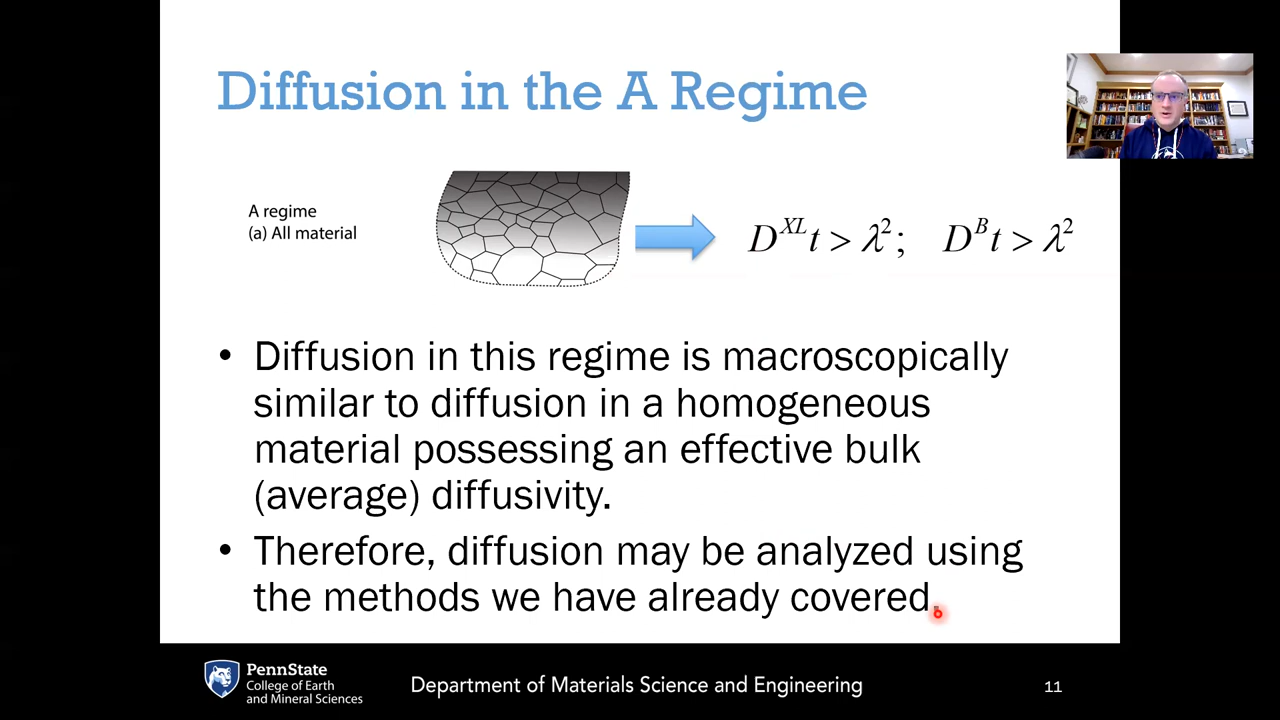 Diffusion in the A Regime
A regime
(a) All material
D^{XL}t > λ²; D^{B}t > λ²
• Diffusion in this regime is macroscopically
similar to diffusion in a homogeneous
material possessing an effective bulk
(average) diffusivity.
• Therefore, diffusion may be analyzed using
the methods we have already covered.
PennState
College of Earth
and Mineral Sciences
Department of Materials Science and Engineering
11